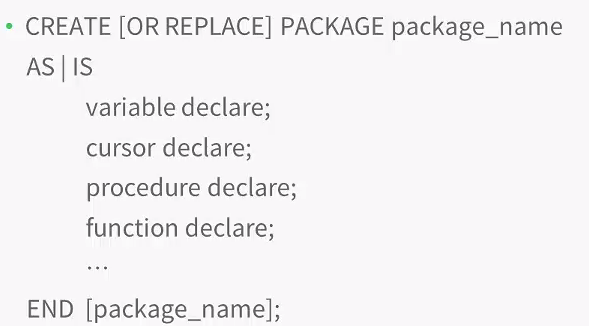 • CREATE [OR REPLACE] PACKAGE package_name
AS | IS
variable declare;
cursor declare;
procedure declare;
function declare;
...
END [package_name];